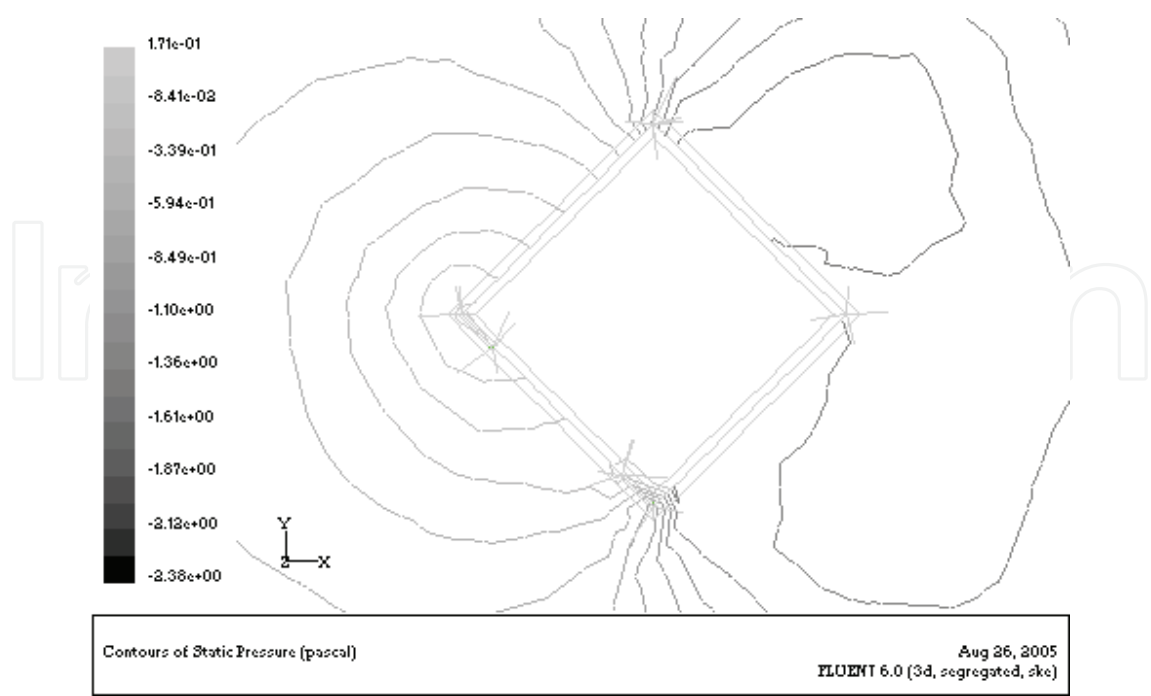 1.71e-01
-8.41e-02
-3.39e-01
-5.94e-01
-8.49e-01
-1.10e+00
-1.36e+00
-1.61e+00
-1.87e+00
-2.12e+00
-2.38e+00
Y
Z X
Contours of Static Pressure (pascal)
Aug 26, 2005
FLUENT 6.0 (3d, segregated, ske)